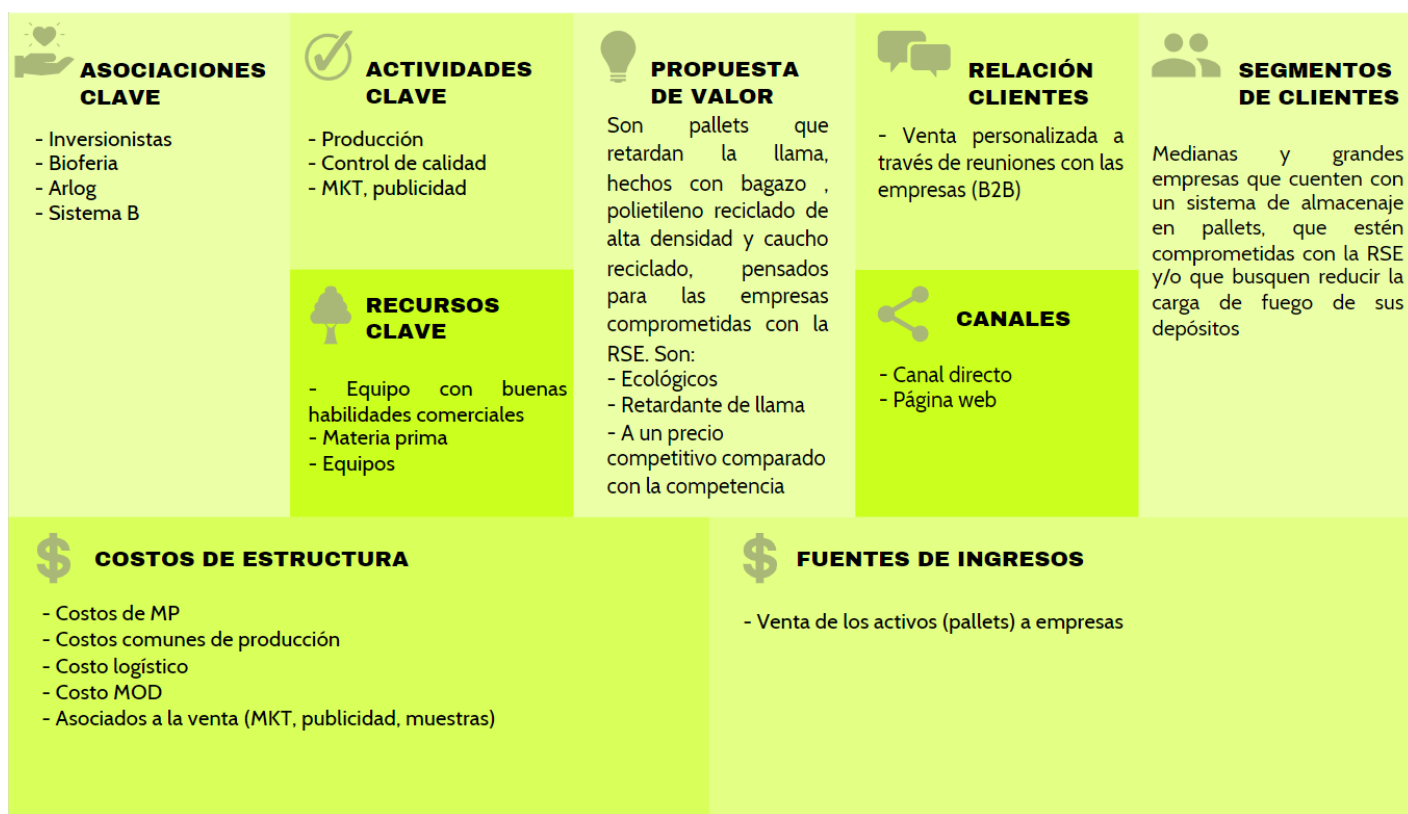 ASOCIACIONES
CLAVE
- Inversionistas
- Bioferia
- Arlog
- Sistema B
ACTIVIDADES
CLAVE
- Producción
- Control de calidad
- MKT, publicidad
RECURSOS
CLAVE
- Equipo con buenas
habilidades comerciales
- Materia prima
- Equipos
PROPUESTA
DE VALOR
Son pallets que
retardan la llama,
hechos con bagazo ,
polietileno reciclado de
alta densidad y caucho
reciclado, pensados
para las empresas
comprometidas con la
RSE. Son:
- Ecológicos
- Retardante de llama
- A un precio
competitivo comparado
con la competencia
RELACIÓN
CLIENTES
- Venta personalizada a
través de reuniones con las
empresas (B2B)
CANALES
- Canal directo
- Página web
SEGMENTOS
DE CLIENTES
Medianas y grandes
empresas que cuenten con
un sistema de almacenaje
en pallets, que estén
comprometidas con la RSE
y/o que busquen reducir la
carga de fuego de sus
depósitos
COSTOS DE ESTRUCTURA
- Costos de MP
- Costos comunes de producción
- Costo logístico
- Costo MOD
- Asociados a la venta (MKT, publicidad, muestras)
FUENTES DE INGRESOS
- Venta de los activos (pallets) a empresas